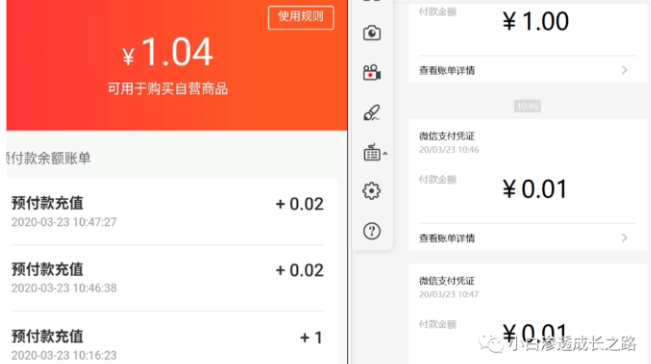 使用规则
¥ 1.04
可用于购买自营商品
预付款余额账单
预付款充值
+ 0.02
2020-03-23 10:47:27
预付款充值
+ 0.02
2020-03-23 10:46:38
预付款充值
+ 1
2020-03-23 10:16:23
付款金额
¥ 1.00
查看账单详情
10:46
微信支付凭证
20/03/23 10:46
付款金额
¥ 0.01
查看账单详情
微信支付凭证
20/03/23 10:47
付款金额
¥ 0.01
小白渗透成长之路